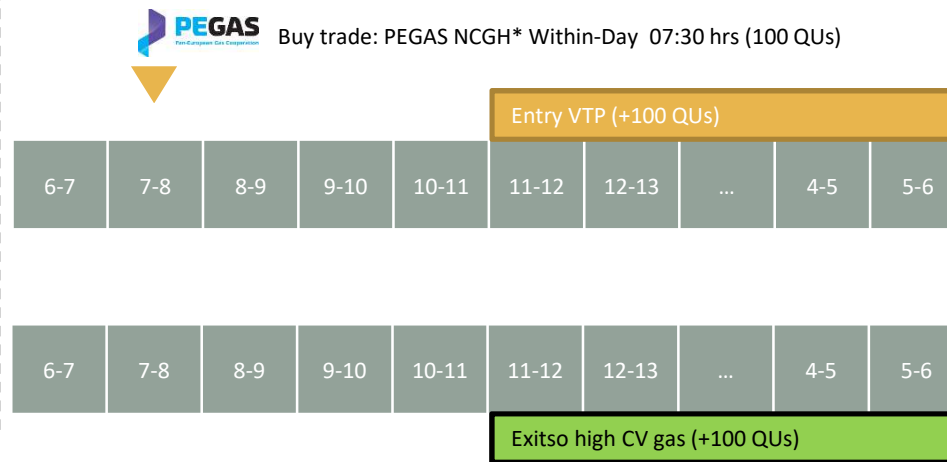 PEGAS
Pan-European Gas Cooperation
Buy trade: PEGAS NCGH* Within-Day 07:30 hrs (100 QUs)
Entry VTP (+100 QUs)
6-7 7-8 8-9 9-10 10-11 11-12 12-13 ... 4-5 5-6
6-7 7-8 8-9 9-10 10-11 11-12 12-13 ... 4-5 5-6
Exitso high CV gas (+100 QUs)